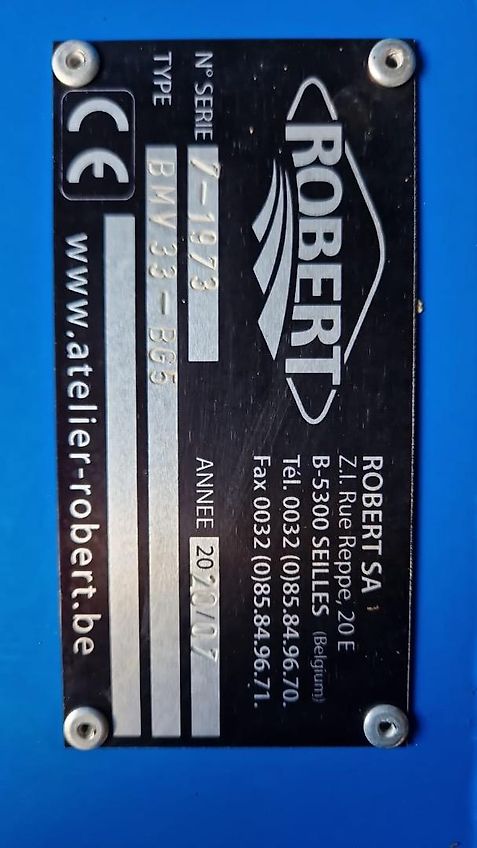 ROBERT
ROBERT SA
Z.I. Rue Reppe, 20 E
B-5300 SEILLES (Belgium)
Tél. 0032 (0)85.84.96.70.
Fax 0032 (0)85.84.96.71.
N° SERIE 7-1973 ANNEE 2020/07
TYPE BMV 33-BG5
CE www.atelier-robert.be